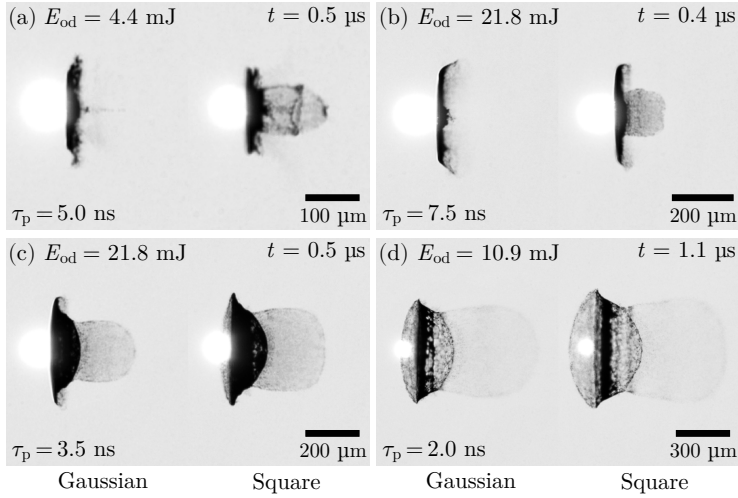 (a) E_od = 4.4 mJ t = 0.5 µs
τ_p = 5.0 ns 100 µm
(b) E_od = 21.8 mJ t = 0.4 µs
τ_p = 7.5 ns 200 µm
(c) E_od = 21.8 mJ t = 0.5 µs
τ_p = 3.5 ns 200 µm
(d) E_od = 10.9 mJ t = 1.1 µs
τ_p = 2.0 ns 300 µm
Gaussian Square Gaussian Square